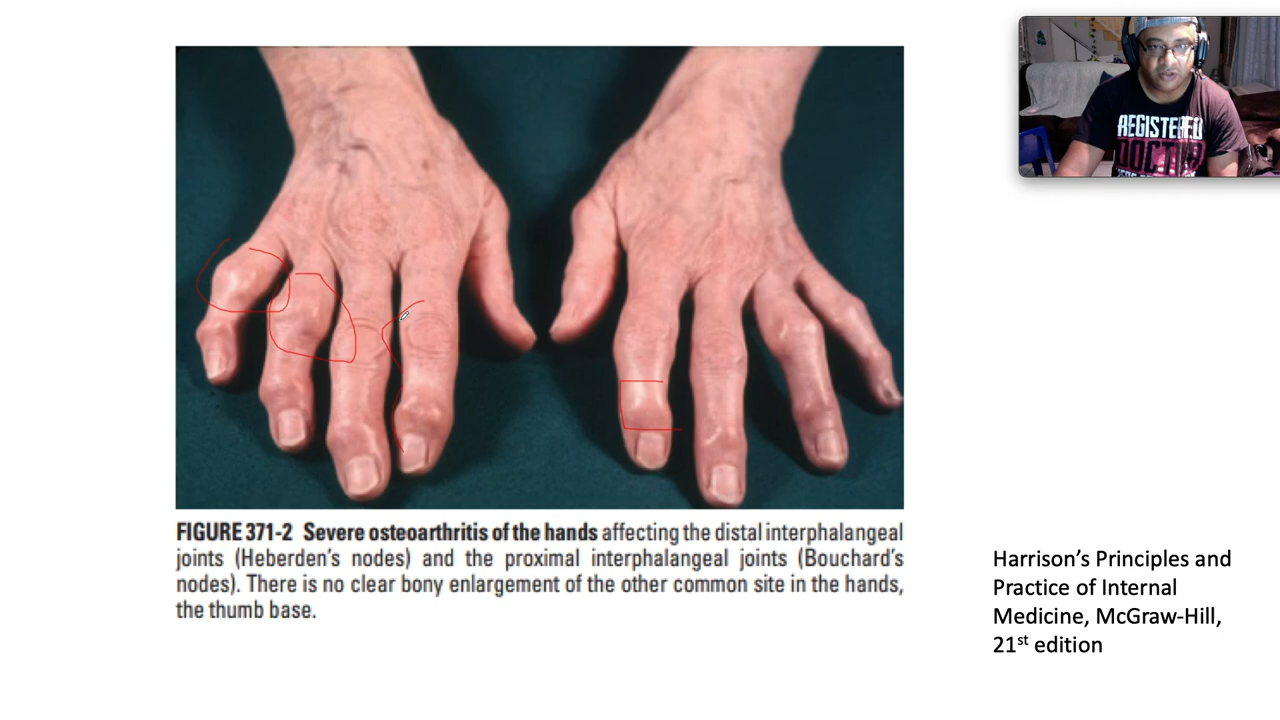 REGISTERED
DOCTOR
FIGURE 371-2 Severe osteoarthritis of the hands affecting the distal interphalangeal
joints (Heberden's nodes) and the proximal interphalangeal joints (Bouchard's
nodes). There is no clear bony enlargement of the other common site in the hands,
the thumb base.
Harrison's Principles and
Practice of Internal
Medicine, McGraw-Hill,
21st edition